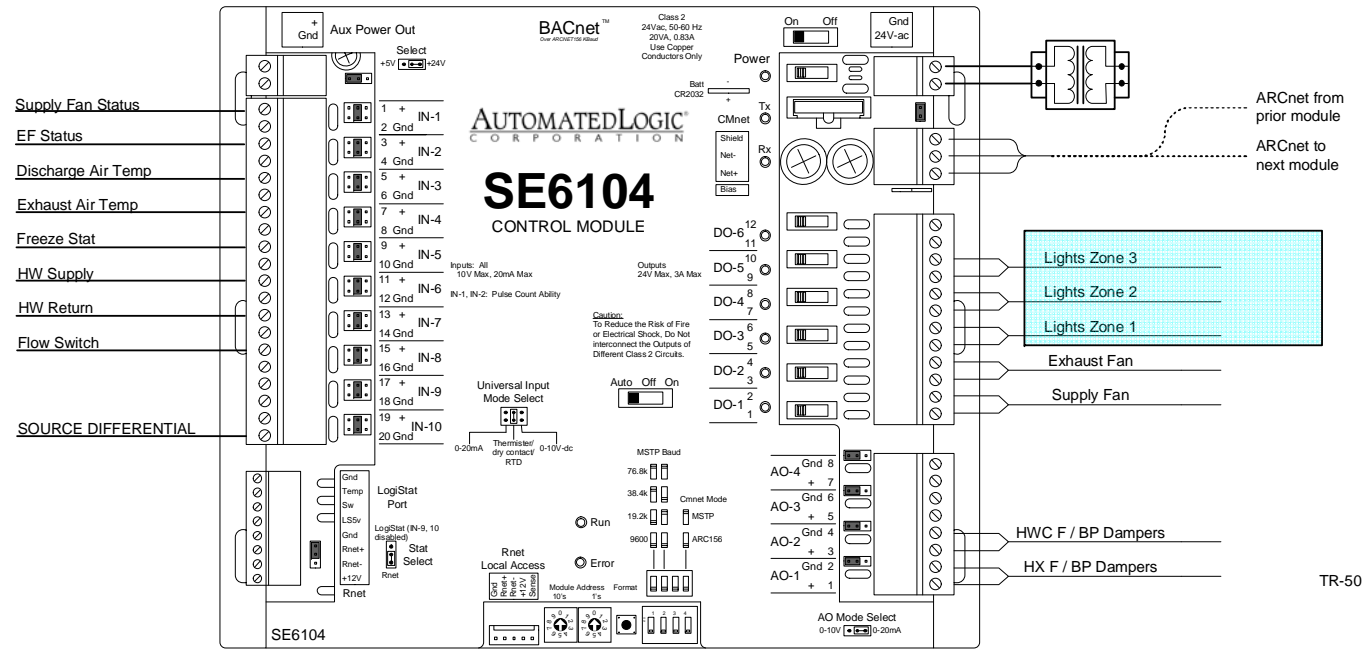 +
Gnd
Aux Power Out
Select
+5V
+24V
BACnet ™
Over ARCNET156 KBaud
Class 2
24Vac, 50-60 Hz
20VA, 0.83A
Use Copper
Conductors Only
On Off
Gnd
24V-ac
Power
Batt
CR2032
-
+
Tx
CMnet
Rx
Shield
Net-
Net+
Bias
ARCnet from
prior module
ARCnet to
next module
AUTOMATEDLOGIC®
CORPORATION
SE6104
CONTROL MODULE
Supply Fan Status
EF Status
Discharge Air Temp
Exhaust Air Temp
Freeze Stat
HW Supply
HW Return
Flow Switch
SOURCE DIFFERENTIAL
1 +
IN-1
2 Gnd
3 +
IN-2
4 Gnd
5 +
IN-3
6 Gnd
7 +
IN-4
8 Gnd
9 +
IN-5
10 Gnd
11 +
IN-6
12 Gnd
13 +
IN-7
14 Gnd
15 +
IN-8
16 Gnd
17 +
IN-9
18 Gnd
19 +
IN-10
20 Gnd
Inputs: All
10V Max, 20mA Max
IN-1, IN-2: Pulse Count Ability
Outputs
24V Max, 3A Max
Caution:
To Reduce the Risk of Fire
or Electrical Shock, Do Not
interconnect the Outputs of
Different Class 2 Circuits.
Auto Off On
Universal Input
Mode Select
0-20mA
Thermister/
dry contact/
RTD
0-10V-dc
DO-6 12
11
DO-5 10
9
DO-4 8
7
DO-3 6
5
DO-2 4
3
DO-1 2
1
Lights Zone 3
Lights Zone 2
Lights Zone 1
Exhaust Fan
Supply Fan
MSTP Baud
76.8k
38.4k
19.2k
9600
Cmnet Mode
MSTP
ARC156
Gnd 8
AO-4
+ 7
Gnd 6
AO-3
+ 5
Gnd 4
AO-2
+ 3
Gnd 2
AO-1
+ 1
HWC F / BP Dampers
HX F / BP Dampers
TR-50
AO Mode Select
0-10V
0-20mA
Gnd
Temp
Sw
LS5v
Gnd
Rnet+
Rnet-
+12V
Rnet
LogiStat
Port
LogiStat (IN-9, 10
disabled)
Stat
Select
Rnet
Run
Error
Rnet
Local Access
Gnd
Rnet+
Rnet-
+12V
Sense
Module Address
10's 1's
Format
1 2 3 4
SE6104